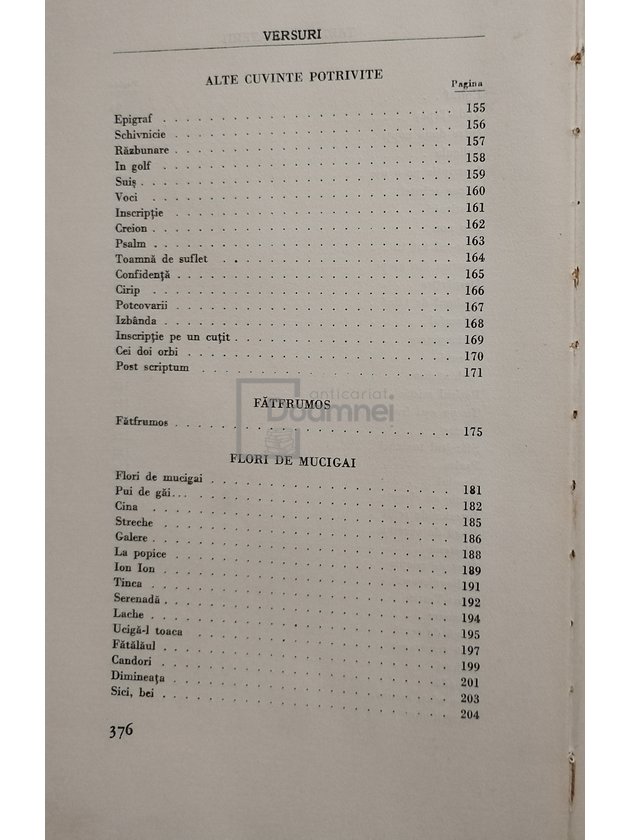 VERSURI
ALTE CUVINTE POTRIVITE
Pagina
Epigraf . . . . . . . . . . . . . . . . . . 155
Schivnicie . . . . . . . . . . . . . . . . . . 156
Răzbunare . . . . . . . . . . . . . . . . . . 157
In golf . . . . . . . . . . . . . . . . . . 158
Suiș . . . . . . . . . . . . . . . . . . 159
Voci . . . . . . . . . . . . . . . . . . 160
Inscripție . . . . . . . . . . . . . . . . . . 161
Creion . . . . . . . . . . . . . . . . . . 162
Psalm . . . . . . . . . . . . . . . . . . 163
Toamnă de suflet . . . . . . . . . . . . . . . 164
Confidență . . . . . . . . . . . . . . . . . . 165
Cirip . . . . . . . . . . . . . . . . . . 166
Potcovarii . . . . . . . . . . . . . . . . . . 167
Izbânda . . . . . . . . . . . . . . . . . . 168
Inscripție pe un cuțit . . . . . . . . . . . . . . 169
Cei doi orbi . . . . . . . . . . . . . . . . . 170
Post scriptum . . . . . . . . . . . . . . . . 171
anticariat
Doamnei
FĂTFRUMOS
Fătfrumos . . . . . . . . . . . . . . . . . . 175
FLORI DE MUCIGAI
Flori de mucigai . . . . . . . . . . . . . . . 181
Pui de găi... . . . . . . . . . . . . . . . . . 182
Cina . . . . . . . . . . . . . . . . . . 185
Streche . . . . . . . . . . . . . . . . . . 186
Galere . . . . . . . . . . . . . . . . . . 188
La popice . . . . . . . . . . . . . . . . . . 189
Ion Ion . . . . . . . . . . . . . . . . . . 191
Tinca . . . . . . . . . . . . . . . . . . 192
Serenadă . . . . . . . . . . . . . . . . . . 194
Lache . . . . . . . . . . . . . . . . . . 195
Ucigă-l toaca . . . . . . . . . . . . . . . . 197
Fătălăul . . . . . . . . . . . . . . . . . . 199
Candori . . . . . . . . . . . . . . . . . . 201
Dimineața . . . . . . . . . . . . . . . . . . 203
Sici, bei . . . . . . . . . . . . . . . . . . 204
376